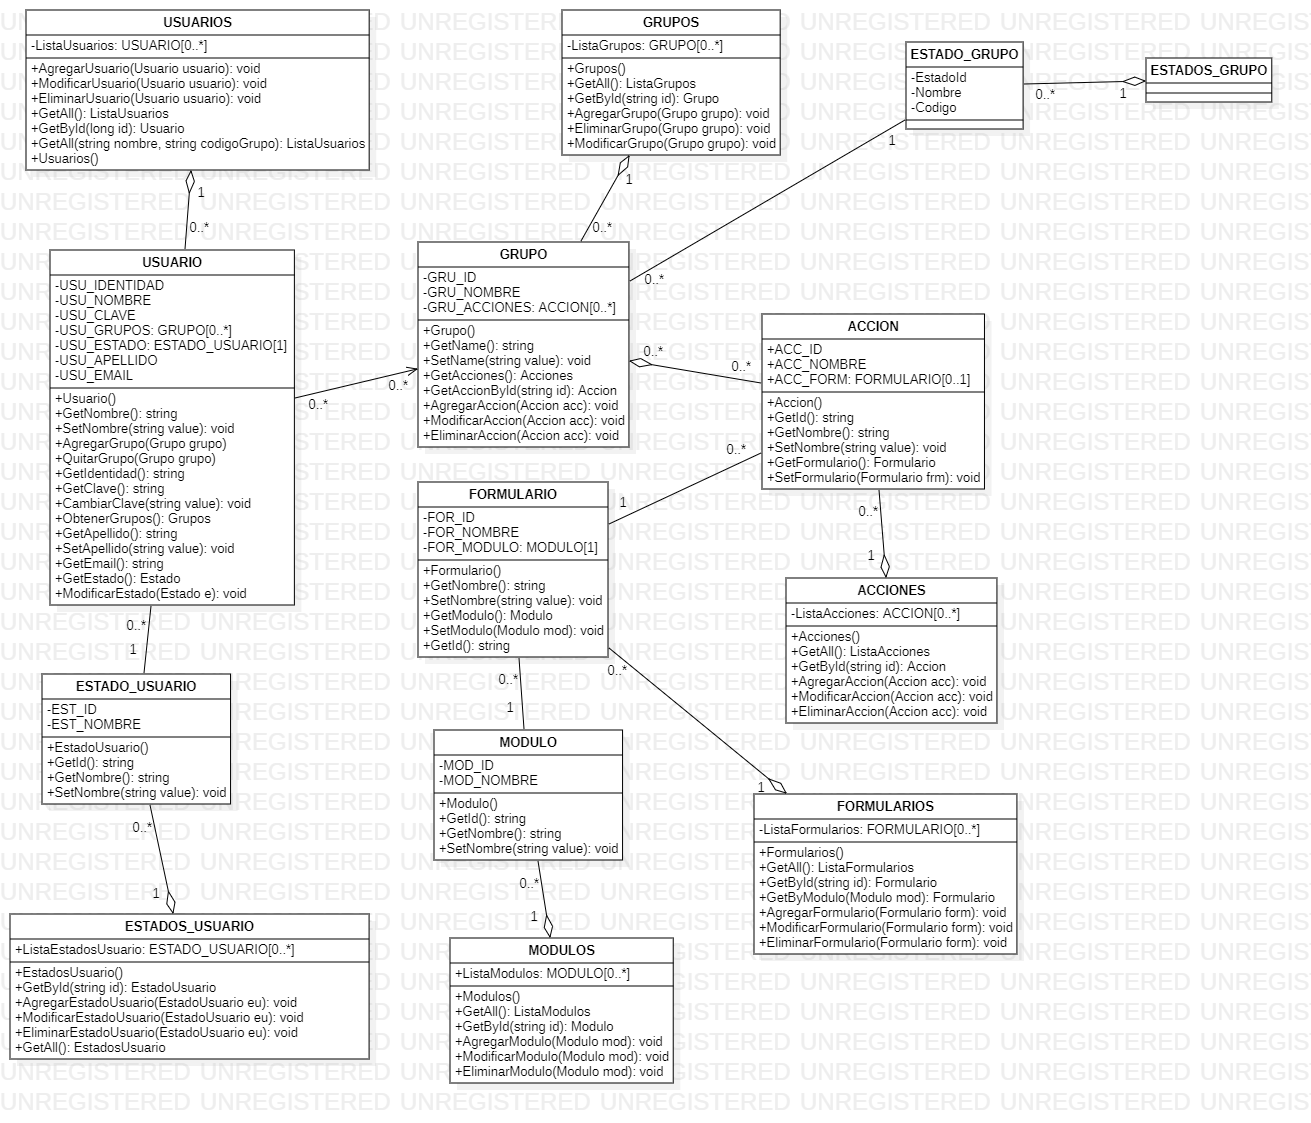 USUARIOS
-ListaUsuarios: USUARIO[0..*]
+AgregarUsuario(Usuario usuario): void
+ModificarUsuario(Usuario usuario): void
+EliminarUsuario(Usuario usuario): void
+GetAll(): ListaUsuarios
+GetById(long id): Usuario
+GetAll(string nombre, string codigoGrupo): ListaUsuarios
+Usuarios()
1
0..*
GRUPOS
-ListaGrupos: GRUPO[0..*]
+Grupos()
+GetAll(): ListaGrupos
+GetById(string id): Grupo
+AgregarGrupo(Grupo grupo): void
+EliminarGrupo(Grupo grupo): void
+ModificarGrupo(Grupo grupo): void
1
0..*
ESTADO_GRUPO
-EstadoId
-Nombre
-Codigo
0..*
1
ESTADOS_GRUPO
1
0..*
USUARIO
-USU_IDENTIDAD
-USU_NOMBRE
-USU_CLAVE
-USU_GRUPOS: GRUPO[0..*]
-USU_ESTADO: ESTADO_USUARIO[1]
-USU_APELLIDO
-USU_EMAIL
+Usuario()
+GetNombre(): string
+SetNombre(string value): void
+AgregarGrupo(Grupo grupo)
+QuitarGrupo(Grupo grupo)
+GetIdentidad(): string
+GetClave(): string
+CambiarClave(string value): void
+ObtenerGrupos(): Grupos
+GetApellido(): string
+SetApellido(string value): void
+GetEmail(): string
+GetEstado(): Estado
+ModificarEstado(Estado e): void
0..*
0..*
GRUPO
-GRU_ID
-GRU_NOMBRE
-GRU_ACCIONES: ACCION[0..*]
+Grupo()
+GetName(): string
+SetName(string value): void
+GetAcciones(): Acciones
+GetAccionById(string id): Accion
+AgregarAccion(Accion acc): void
+ModificarAccion(Accion acc): void
+EliminarAccion(Accion acc): void
0..*
0..*
ACCION
+ACC_ID
+ACC_NOMBRE
+ACC_FORM: FORMULARIO[0..1]
+Accion()
+GetId(): string
+GetNombre(): string
+SetNombre(string value): void
+GetFormulario(): Formulario
+SetFormulario(Formulario frm): void
0..*
1
0..*
1
FORMULARIO
-FOR_ID
-FOR_NOMBRE
-FOR_MODULO: MODULO[1]
+Formulario()
+GetNombre(): string
+SetNombre(string value): void
+GetModulo(): Modulo
+SetModulo(Modulo mod): void
+GetId(): string
ACCIONES
-ListaAcciones: ACCION[0..*]
+Acciones()
+GetAll(): ListaAcciones
+GetById(string id): Accion
+AgregarAccion(Accion acc): void
+ModificarAccion(Accion acc): void
+EliminarAccion(Accion acc): void
0..*
1
ESTADO_USUARIO
-EST_ID
-EST_NOMBRE
+EstadoUsuario()
+GetId(): string
+GetNombre(): string
+SetNombre(string value): void
0..*
1
0..*
1
MODULO
-MOD_ID
-MOD_NOMBRE
+Modulo()
+GetId(): string
+GetNombre(): string
+SetNombre(string value): void
0..*
1
FORMULARIOS
-ListaFormularios: FORMULARIO[0..*]
+Formularios()
+GetAll(): ListaFormularios
+GetById(string id): Formulario
+GetByModulo(Modulo mod): Formulario
+AgregarFormulario(Formulario form): void
+ModificarFormulario(Formulario form): void
+EliminarFormulario(Formulario form): void
0..*
1
ESTADOS_USUARIO
+ListaEstadosUsuario: ESTADO_USUARIO[0..*]
+EstadosUsuario()
+GetById(string id): EstadoUsuario
+AgregarEstadoUsuario(EstadoUsuario eu): void
+ModificarEstadoUsuario(EstadoUsuario eu): void
+EliminarEstadoUsuario(EstadoUsuario eu): void
+GetAll(): EstadosUsuario
MODULOS
+ListaModulos: MODULO[0..*]
+Modulos()
+GetAll(): ListaModulos
+GetById(string id): Modulo
+AgregarModulo(Modulo mod): void
+ModificarModulo(Modulo mod): void
+EliminarModulo(Modulo mod): void
UNREGISTERED UNREGISTERED UNREGISTERED UNREGISTERED UNREGISTERED UNREGISTERED